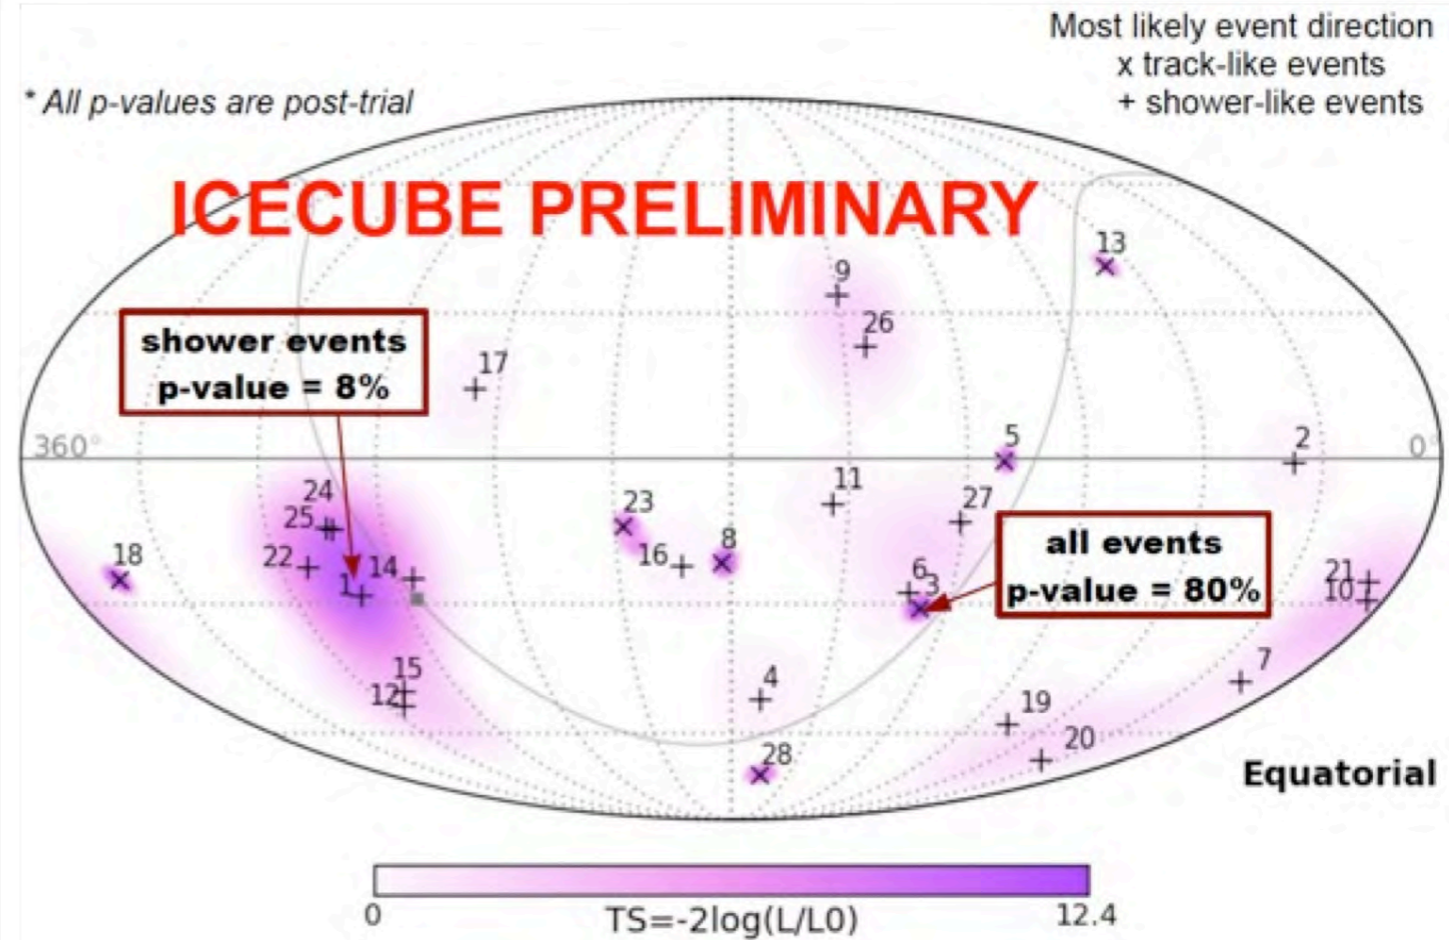 Most likely event direction
x track-like events
+ shower-like events
* All p-values are post-trial
ICECUBE PRELIMINARY
13
9
26
shower events
p-value = 8%
17
360°
0°
5
2
24
11
25
23
27
all events
p-value = 80%
18
22
1
14
16
8
6
3
21
10
15
12
4
7
19
20
28
Equatorial
0
TS=-2log(L/L0)
12.4